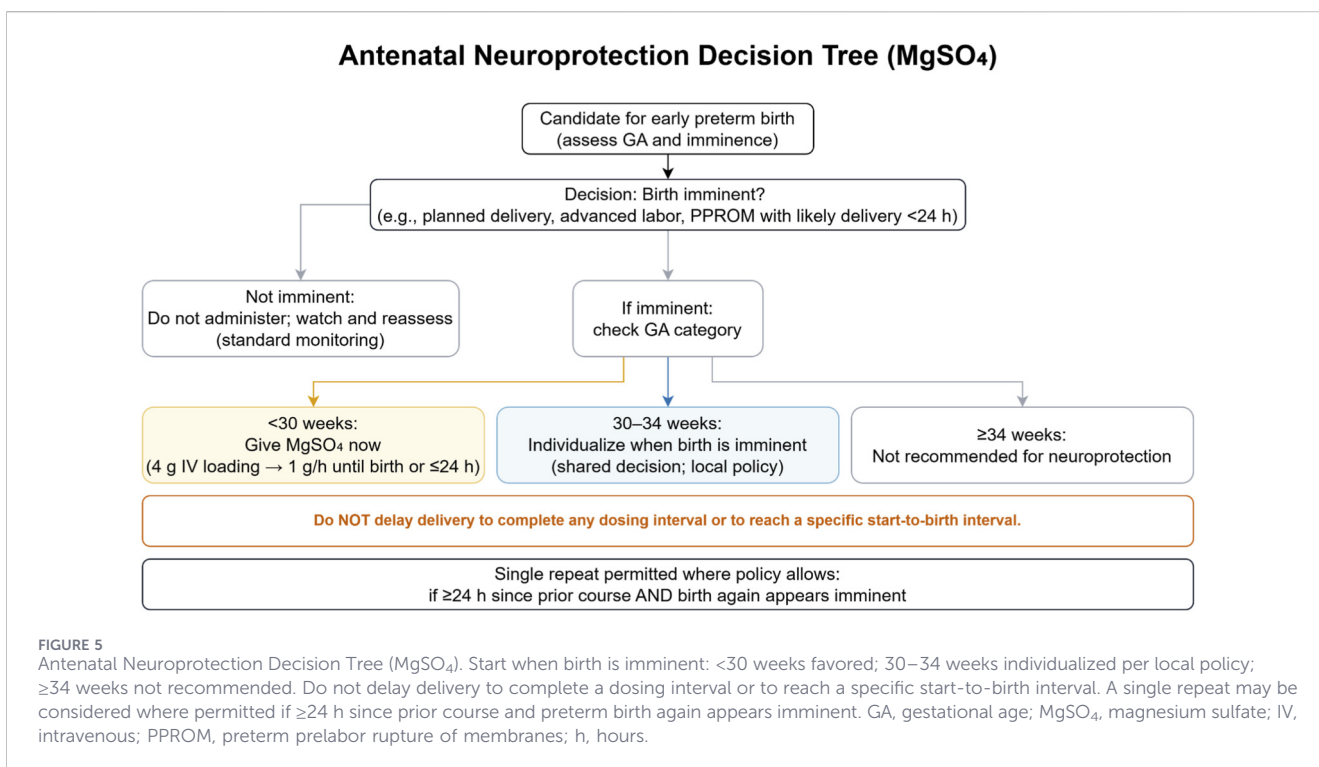 Antenatal Neuroprotection Decision Tree (MgSO₄)
Candidate for early preterm birth
(assess GA and imminence)
Decision: Birth imminent?
(e.g., planned delivery, advanced labor, PPROM with likely delivery <24 h)
Not imminent:
Do not administer; watch and reassess
(standard monitoring)
If imminent:
check GA category
<30 weeks:
Give MgSO₄ now
(4 g IV loading → 1 g/h until birth or ≤24 h)
30–34 weeks:
Individualize when birth is imminent
(shared decision; local policy)
≥34 weeks:
Not recommended for neuroprotection
Do NOT delay delivery to complete any dosing interval or to reach a specific start-to-birth interval.
Single repeat permitted where policy allows:
if ≥24 h since prior course AND birth again appears imminent
FIGURE 5
Antenatal Neuroprotection Decision Tree (MgSO₄). Start when birth is imminent: <30 weeks favored; 30–34 weeks individualized per local policy;
≥34 weeks not recommended. Do not delay delivery to complete a dosing interval or to reach a specific start-to-birth interval. A single repeat may be
considered where permitted if ≥24 h since prior course and preterm birth again appears imminent. GA, gestational age; MgSO₄, magnesium sulfate; IV,
intravenous; PPROM, preterm prelabor rupture of membranes; h, hours.